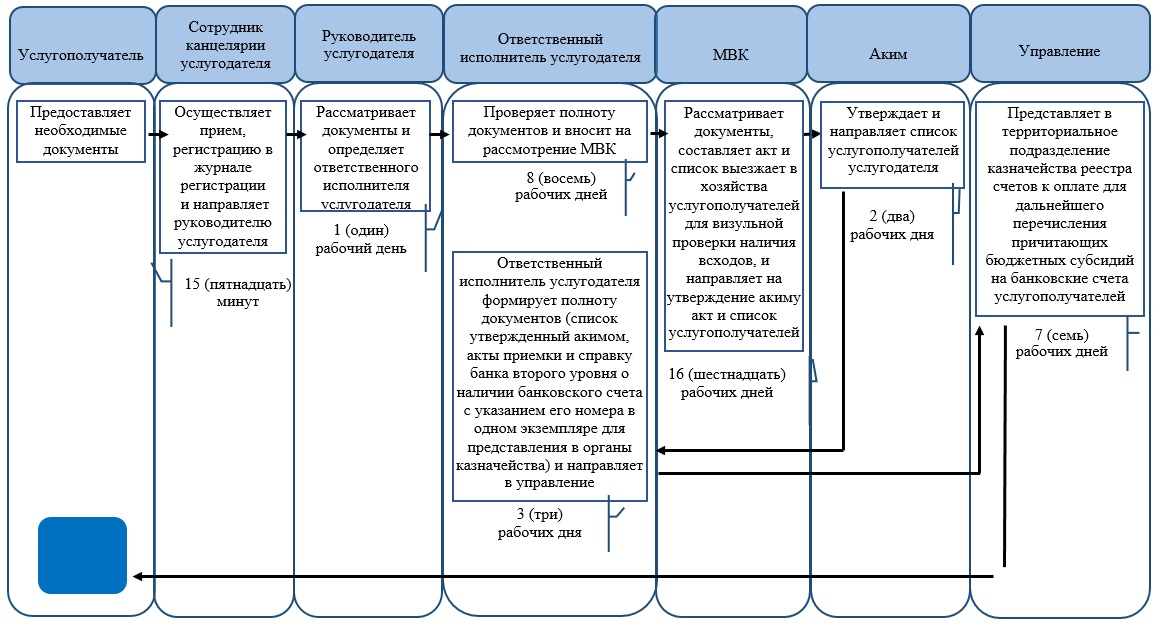 Услугополучатель
Сотрудник
канцелярии
услугодателя
Руководитель
услугодателя
Ответственный
исполнитель услугодателя
МВК
Аким
Управление
Предоставляет
необходимые
документы
Осуществляет
прием,
регистрацию в
журнале
регистрации
и направляет
руководителю
услугодателя
15 (пятнадцать)
минут
Рассматривает
документы и
определяет
ответственного
исполнителя
услугодателя
1 (один)
рабочий день
Проверяет полноту
документов и вносит на
рассмотрение МВК
8 (восемь)
рабочих дней
Ответственный
исполнитель услугодателя
формирует полноту
документов (список
утвержденный акимом,
акты приемки и справку
банка второго уровня о
наличии банковского счета
с указанием его номера в
одном экземпляре для
представления в органы
казначейства) и направляет
в управление
3 (три)
рабочих дня
Рассматривает
документы,
составляет акт и
список выезжает в
хозяйства
услугополучателей
для визульной
проверки наличия
всходов, и
направляет на
утверждение акиму
акт и список
услугополучателей
16 (шестнадцать)
рабочих дней
Утверждает и
направляет список
услугополучателей
услугодателя
2 (два)
рабочих дня
Представляет в
территориальное
подразделение
казначейства реестра
счетов к оплате для
дальнейшего
перечисления
причитающих
бюджетных субсидий
на банковские счета
услугополучателей
7 (семь)
рабочих дней